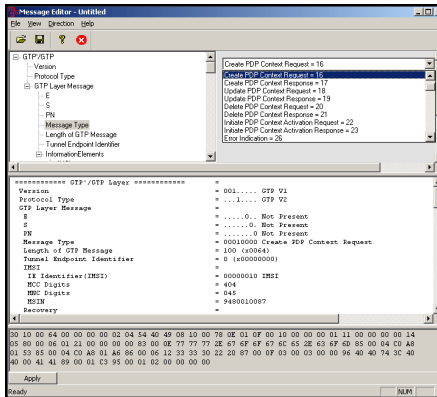 Message Editor - Untitled
File View Direction Help
GTP'/GTP
Version
Protocol Type
GTP Layer Message
E
S
PN
Message Type
Length of GTP Message
Tunnel Endpoint Identifier
InformationElements
Create PDP Context Request = 16
Create PDP Context Request = 16
Create PDP Context Response = 17
Update PDP Context Request = 18
Update PDP Context Response = 19
Delete PDP Context Request = 20
Delete PDP Context Response = 21
Initiate PDP Context Activation Request = 22
Initiate PDP Context Activation Response = 23
Error Indication = 26
============ GTP'/GTP Layer ============ =
Version = 001..... GTP V1
Protocol Type = ...1.... GTP V2
GTP Layer Message =
E = .....0.. Not Present
S = ......0. Not Present
PN = .......0 Not Present
Message Type = 00010000 Create PDP Context Request
Length of GTP Message = 100 (x0064)
Tunnel Endpoint Identifier = 0 (x00000000)
IMSI =
IE Identifier(IMSI) = 00000010 IMSI
MCC Digits = 404
MNC Digits = 045
MSIN = 9480010087
Recovery =
30 10 00 64 00 00 00 00 02 04 54 40 49 08 10 00 78 0E 01 0F 00 10 00 00 00 01 11 00 00 00 00 14
05 80 00 06 01 21 00 00 00 00 83 00 0E 77 77 77 2E 67 6F 6F 67 6C 65 2E 63 6F 6D 85 00 04 C0 A8
01 53 85 00 04 C0 A8 01 A6 86 00 06 12 33 33 30 22 20 87 00 0F 03 00 03 00 00 96 40 40 74 3C 40
40 00 41 41 89 00 01 C3 95 00 01 02 00 00 00 00
Apply
Ready
NUM